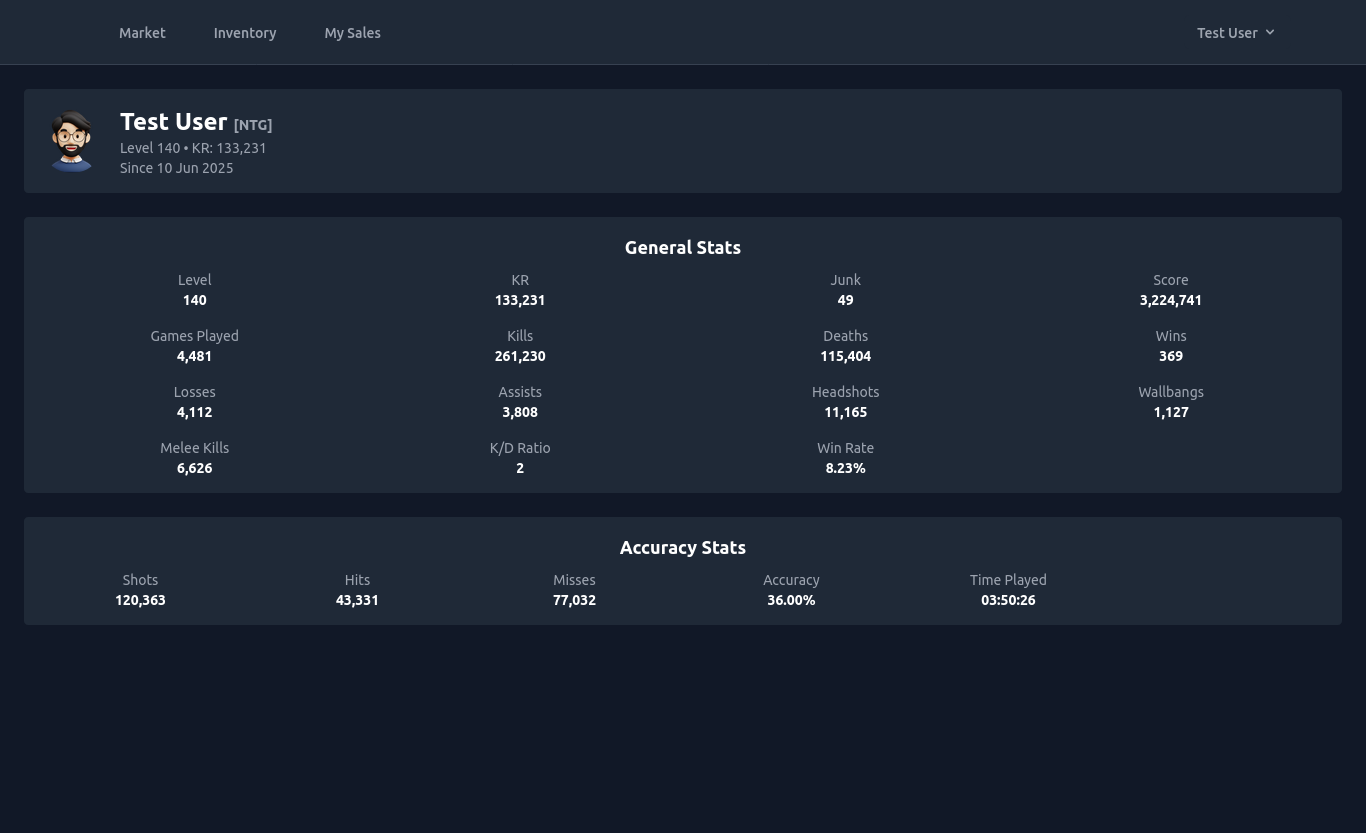 Market Inventory My Sales Test User
Test User [NTG]
Level 140 • KR: 133,231
Since 10 Jun 2025
General Stats
Level KR Junk Score
140 133,231 49 3,224,741
Games Played Kills Deaths Wins
4,481 261,230 115,404 369
Losses Assists Headshots Wallbangs
4,112 3,808 11,165 1,127
Melee Kills K/D Ratio Win Rate
6,626 2 8.23%
Accuracy Stats
Shots Hits Misses Accuracy Time Played
120,363 43,331 77,032 36.00% 03:50:26